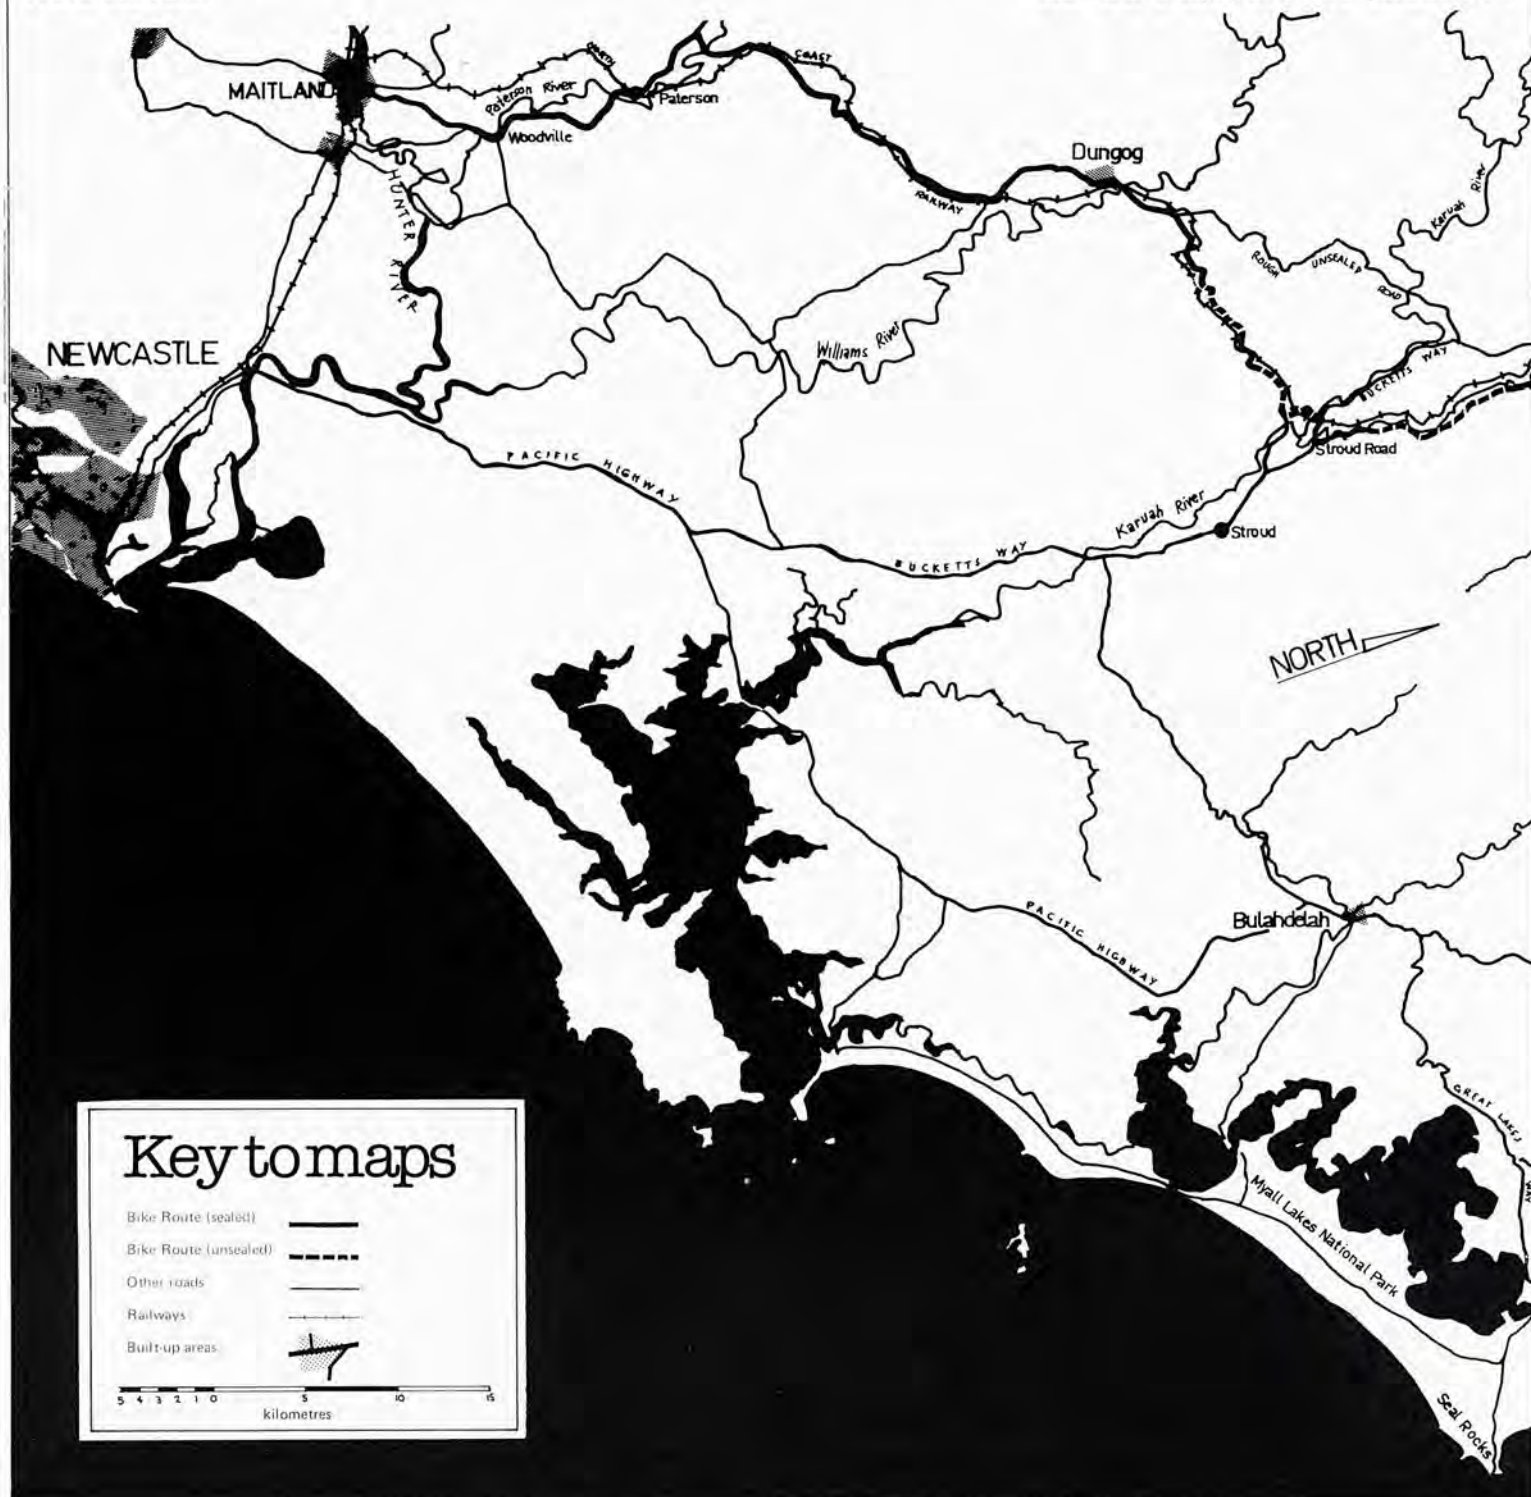 MAITLAND
NORTH
COAST
Paterson River
Paterson
Woodville
Dungog
HUNTER RIVER
RAILWAY
Karuah River
ROUGH UNSEALED ROAD
NEWCASTLE
Williams River
BUCKETTS WAY
Stroud Road
PACIFIC HIGHWAY
Karuah River
Stroud
BUCKETTS WAY
NORTH
Bulahdelah
PACIFIC HIGHWAY
GREAT LAKES WAY
Myall Lakes National Park
Seal Rocks
Key to maps
Bike Route (sealed)
Bike Route (unsealed)
Other roads
Railways
Built-up areas
5 4 3 2 1 0 5 10 15
kilometres